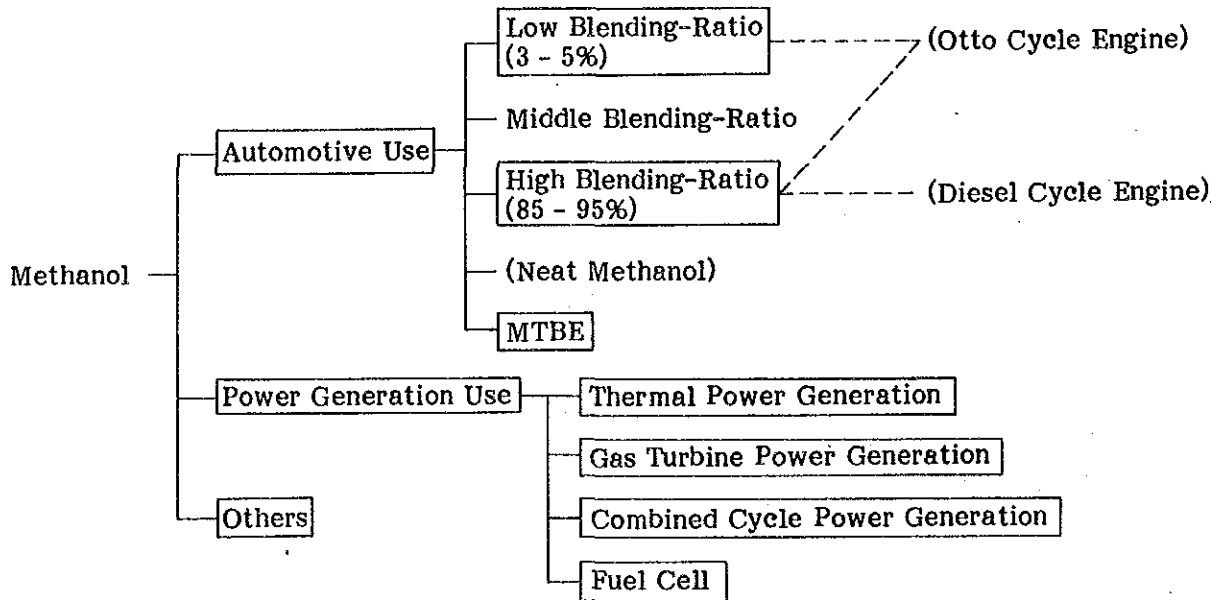 Low Blending-Ratio
(3 - 5%)
(Otto Cycle Engine)
Middle Blending-Ratio
Automotive Use
High Blending-Ratio
(85 - 95%)
(Diesel Cycle Engine)
(Neat Methanol)
Methanol
MTBE
Power Generation Use
Thermal Power Generation
Gas Turbine Power Generation
Others
Combined Cycle Power Generation
Fuel Cell